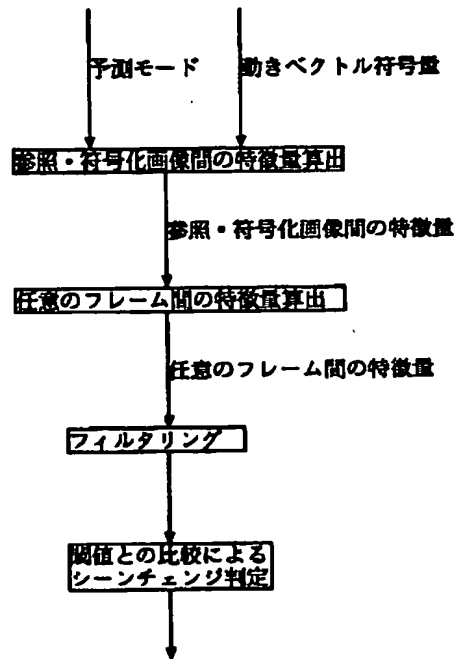 予測モード
動きベクトル符号量
参照・符号化画像間の特徴量算出
参照・符号化画像間の特徴量
任意のフレーム間の特徴量算出
任意のフレーム間の特徴量
フィルタリング
閾値との比較による
シーンチェンジ判定